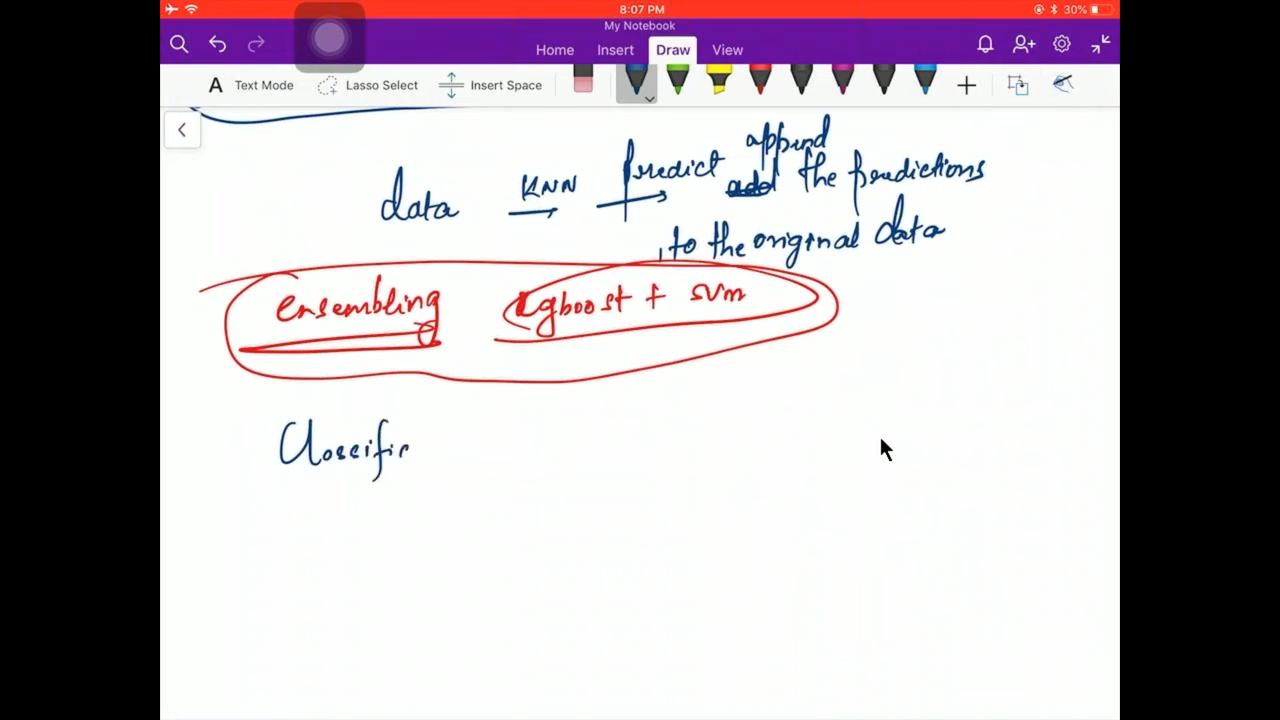 8:07 PM
30%
My Notebook
Home Insert Draw View
A Text Mode Lasso Select Insert Space
append
data KNN predict add the predictions
to the original data
ensembling xgboost + svm
Classific